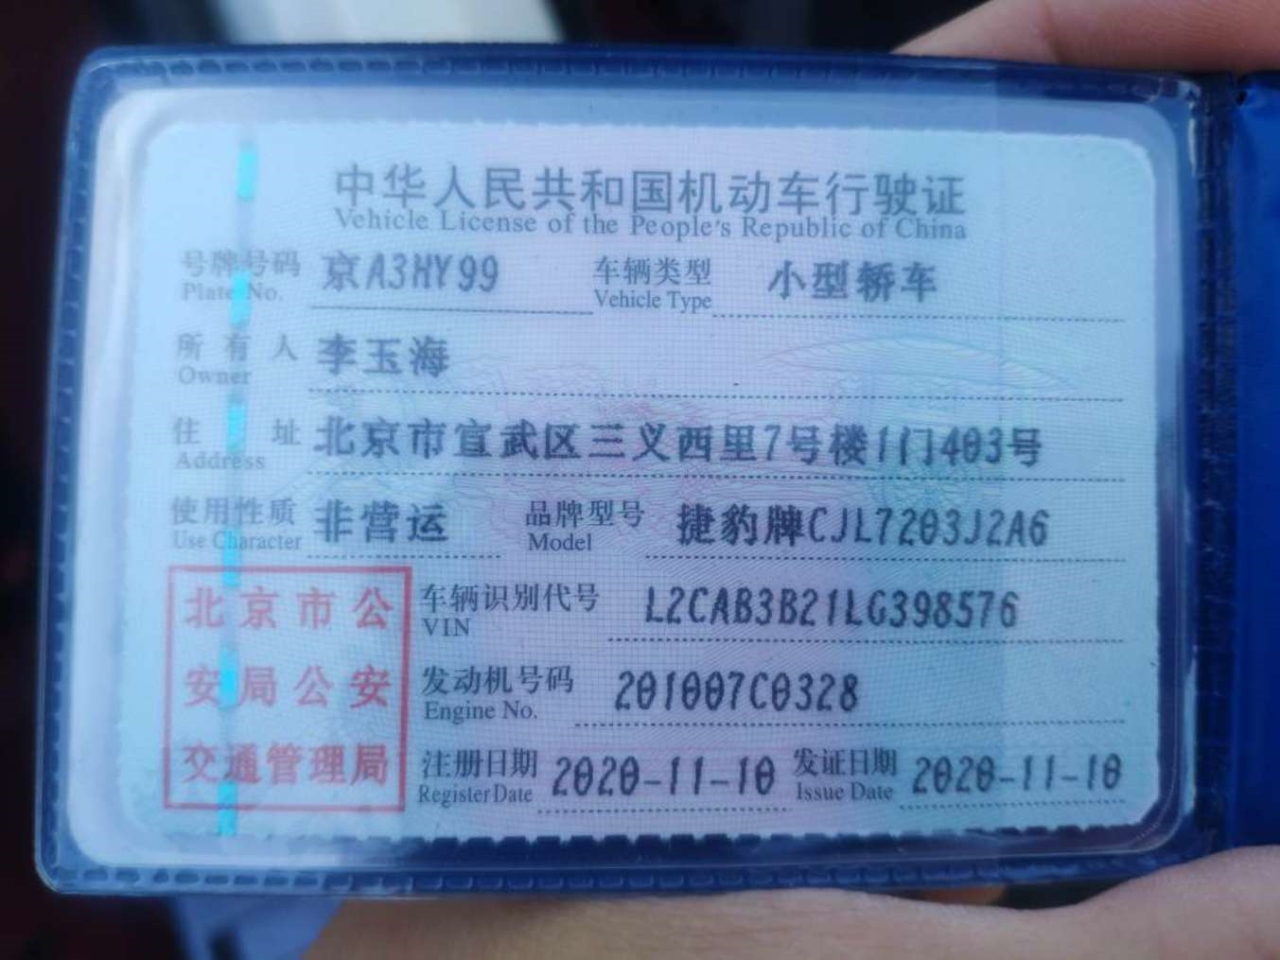 中华人民共和国机动车行驶证
Vehicle License of the People's Republic of China
号牌号码 京A3HY99 车辆类型 小型轿车
Plate No. Vehicle Type
所有人 李玉海
Owner
住址 北京市宣武区三义西里7号楼1门403号
Address
使用性质 非营运 品牌型号 捷豹牌CJL7203J2A6
Use Character Model
北京市公
安局公安
交通管理局
车辆识别代号 L2CAB3B21LG398576
VIN
发动机号码 201007C0328
Engine No.
注册日期 2020-11-10 发证日期 2020-11-10
Register Date Issue Date